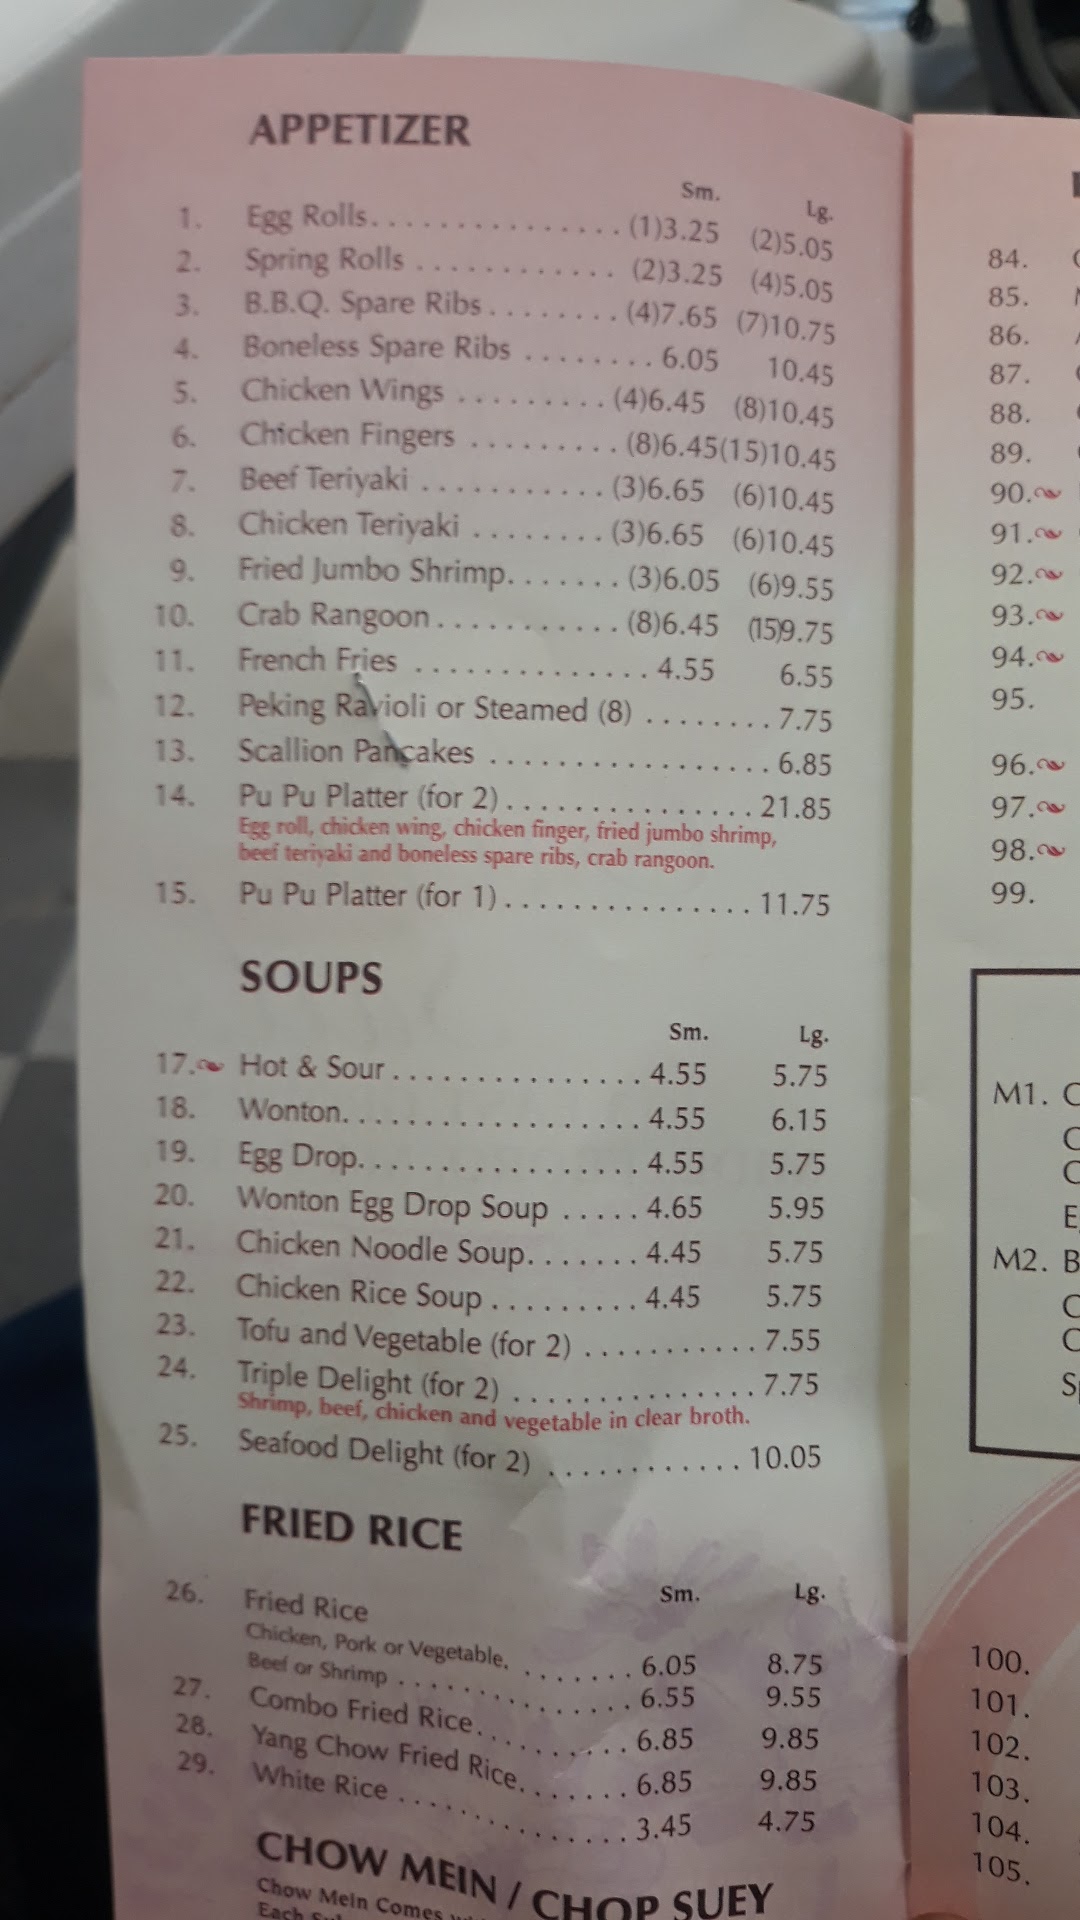 APPETIZER
Sm. Lg.
1. Egg Rolls. . . . . . . . . . . . . . . (1)3.25 (2)5.05
2. Spring Rolls . . . . . . . . . . . . (2)3.25 (4)5.05
3. B.B.Q. Spare Ribs. . . . . . . . (4)7.65 (7)10.75
4. Boneless Spare Ribs . . . . . . . . 6.05 10.45
5. Chicken Wings . . . . . . . . . (4)6.45 (8)10.45
6. Chicken Fingers . . . . . . . . . (8)6.45(15)10.45
7. Beef Teriyaki . . . . . . . . . . . (3)6.65 (6)10.45
8. Chicken Teriyaki . . . . . . . . (3)6.65 (6)10.45
9. Fried Jumbo Shrimp. . . . . . . (3)6.05 (6)9.55
10. Crab Rangoon. . . . . . . . . . . (8)6.45 (15)9.75
11. French Fries . . . . . . . . . . . . . 4.55 6.55
12. Peking Ravioli or Steamed (8) . . . . . . . . 7.75
13. Scallion Pancakes . . . . . . . . . . . . . . . . . 6.85
14. Pu Pu Platter (for 2) . . . . . . . . . . . . . . . 21.85
Egg roll, chicken wing, chicken finger, fried jumbo shrimp,
beef teriyaki and boneless spare ribs, crab rangoon.
15. Pu Pu Platter (for 1) . . . . . . . . . . . . . . . 11.75
SOUPS
Sm. Lg.
17. Hot & Sour . . . . . . . . . . . . . . . 4.55 5.75
18. Wonton. . . . . . . . . . . . . . . . . . 4.55 6.15
19. Egg Drop. . . . . . . . . . . . . . . . . 4.55 5.75
20. Wonton Egg Drop Soup . . . . . 4.65 5.95
21. Chicken Noodle Soup. . . . . . . 4.45 5.75
22. Chicken Rice Soup . . . . . . . . . 4.45 5.75
23. Tofu and Vegetable (for 2) . . . . . . . . . . . 7.55
24. Triple Delight (for 2) . . . . . . . . . . . . . . . 7.75
Shrimp, beef, chicken and vegetable in clear broth.
25. Seafood Delight (for 2) . . . . . . . . . . . . 10.05
FRIED RICE
Sm. Lg.
26. Fried Rice
Chicken, Pork or Vegetable. . . . . . . . 6.05 8.75
Beef or Shrimp . . . . . . . . . . . . . . . 6.55 9.55
27. Combo Fried Rice. . . . . . . . . . 6.85 9.85
28. Yang Chow Fried Rice. . . . . . . 6.85 9.85
29. White Rice . . . . . . . . . . . . . . . 3.45 4.75
CHOW MEIN / CHOP SUEY
Chow Mein Comes
Each
84.
85.
86.
87.
88.
89.
90.
91.
92.
93.
94.
95.
96.
97.
98.
99.
M1. C
C
C
E
M2. B
C
C
S
100.
101.
102.
103.
104.
105.